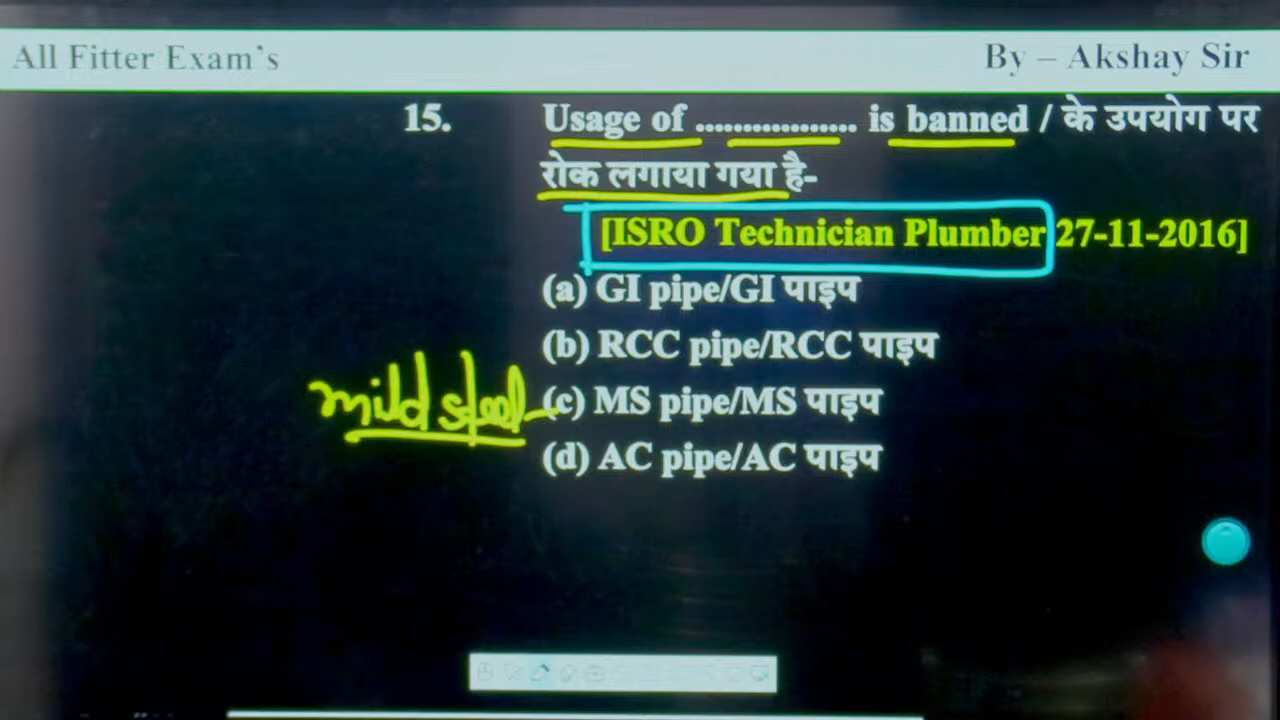 All Fitter Exam's By – Akshay Sir
15. Usage of ................. is banned / के उपयोग पर
रोक लगाया गया है-
[ISRO Technician Plumber 27-11-2016]
(a) GI pipe/GI पाइप
(b) RCC pipe/RCC पाइप
mild steel – (c) MS pipe/MS पाइप
(d) AC pipe/AC पाइप